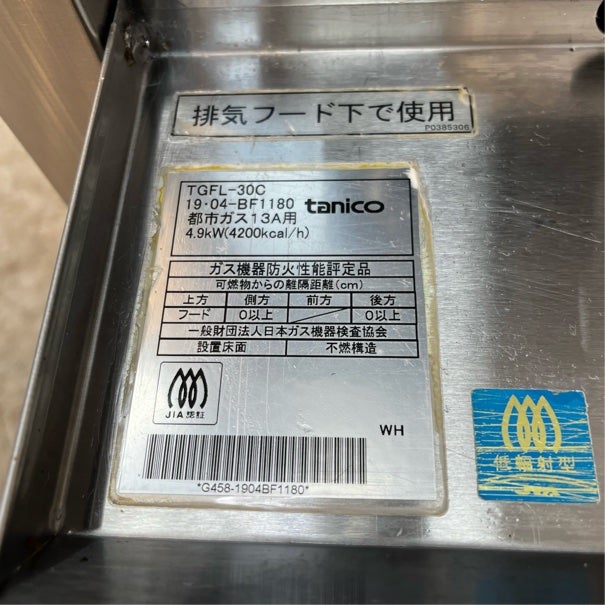 排気フード下で使用
P0385306
TGFL-30C
19・04-BF1180 tanico
都市ガス13A用
4.9kW(4200kcal/h)
ガス機器防火性能評定品
可燃物からの離隔距離(cm)
上方 側方 前方 後方
フード 0以上 0以上
一般財団法人日本ガス機器検査協会
設置床面 不燃構造
JIA認証
WH
*G458-1904BF1180*
低輻射型